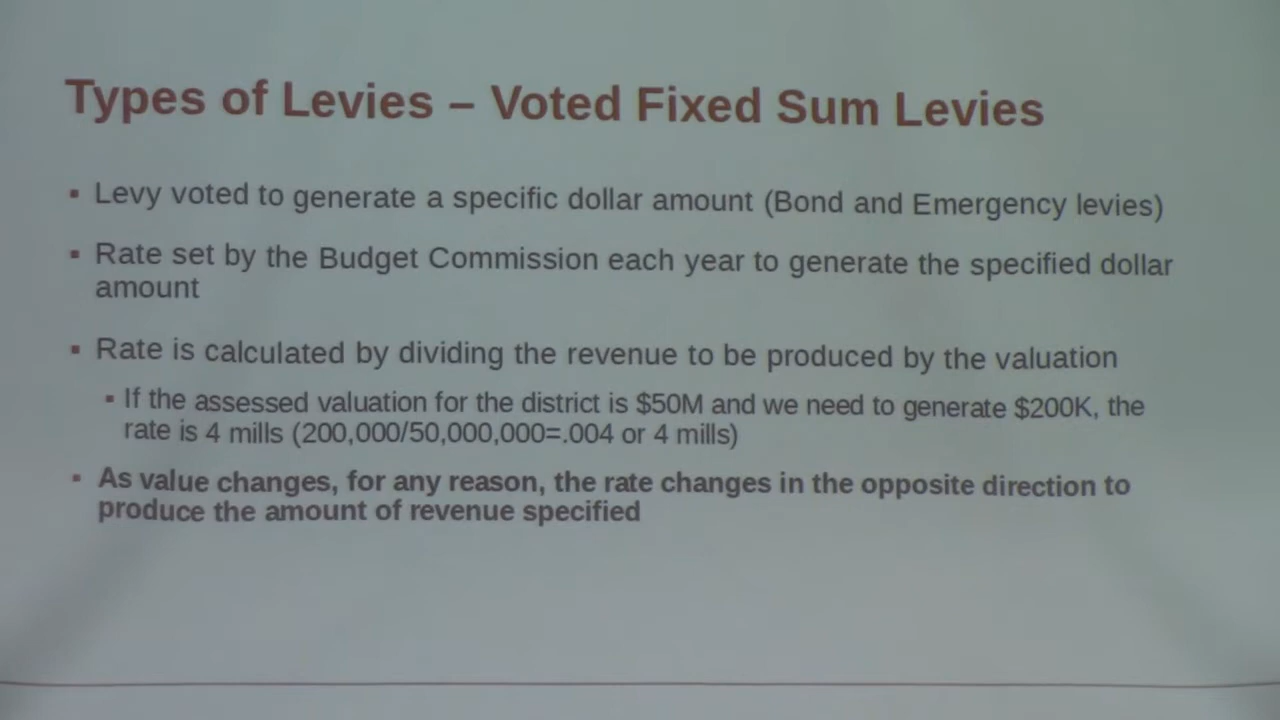 Types of Levies – Voted Fixed Sum Levies
▪ Levy voted to generate a specific dollar amount (Bond and Emergency levies)
▪ Rate set by the Budget Commission each year to generate the specified dollar
amount
▪ Rate is calculated by dividing the revenue to be produced by the valuation
▪ If the assessed valuation for the district is $50M and we need to generate $200K, the
rate is 4 mills (200,000/50,000,000=.004 or 4 mills)
▪ As value changes, for any reason, the rate changes in the opposite direction to
produce the amount of revenue specified